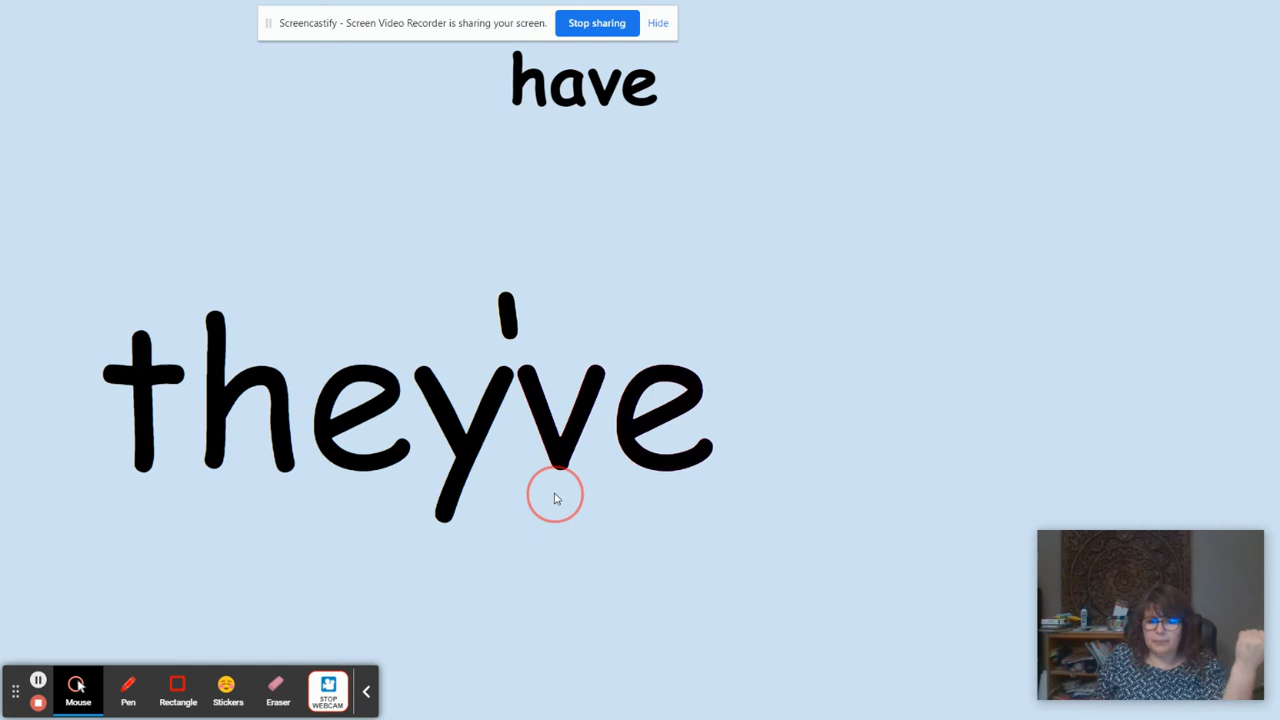 Screencastify - Screen Video Recorder is sharing your screen. Stop sharing Hide
have
they've
Mouse Pen Rectangle Stickers Eraser STOP WEBCAM